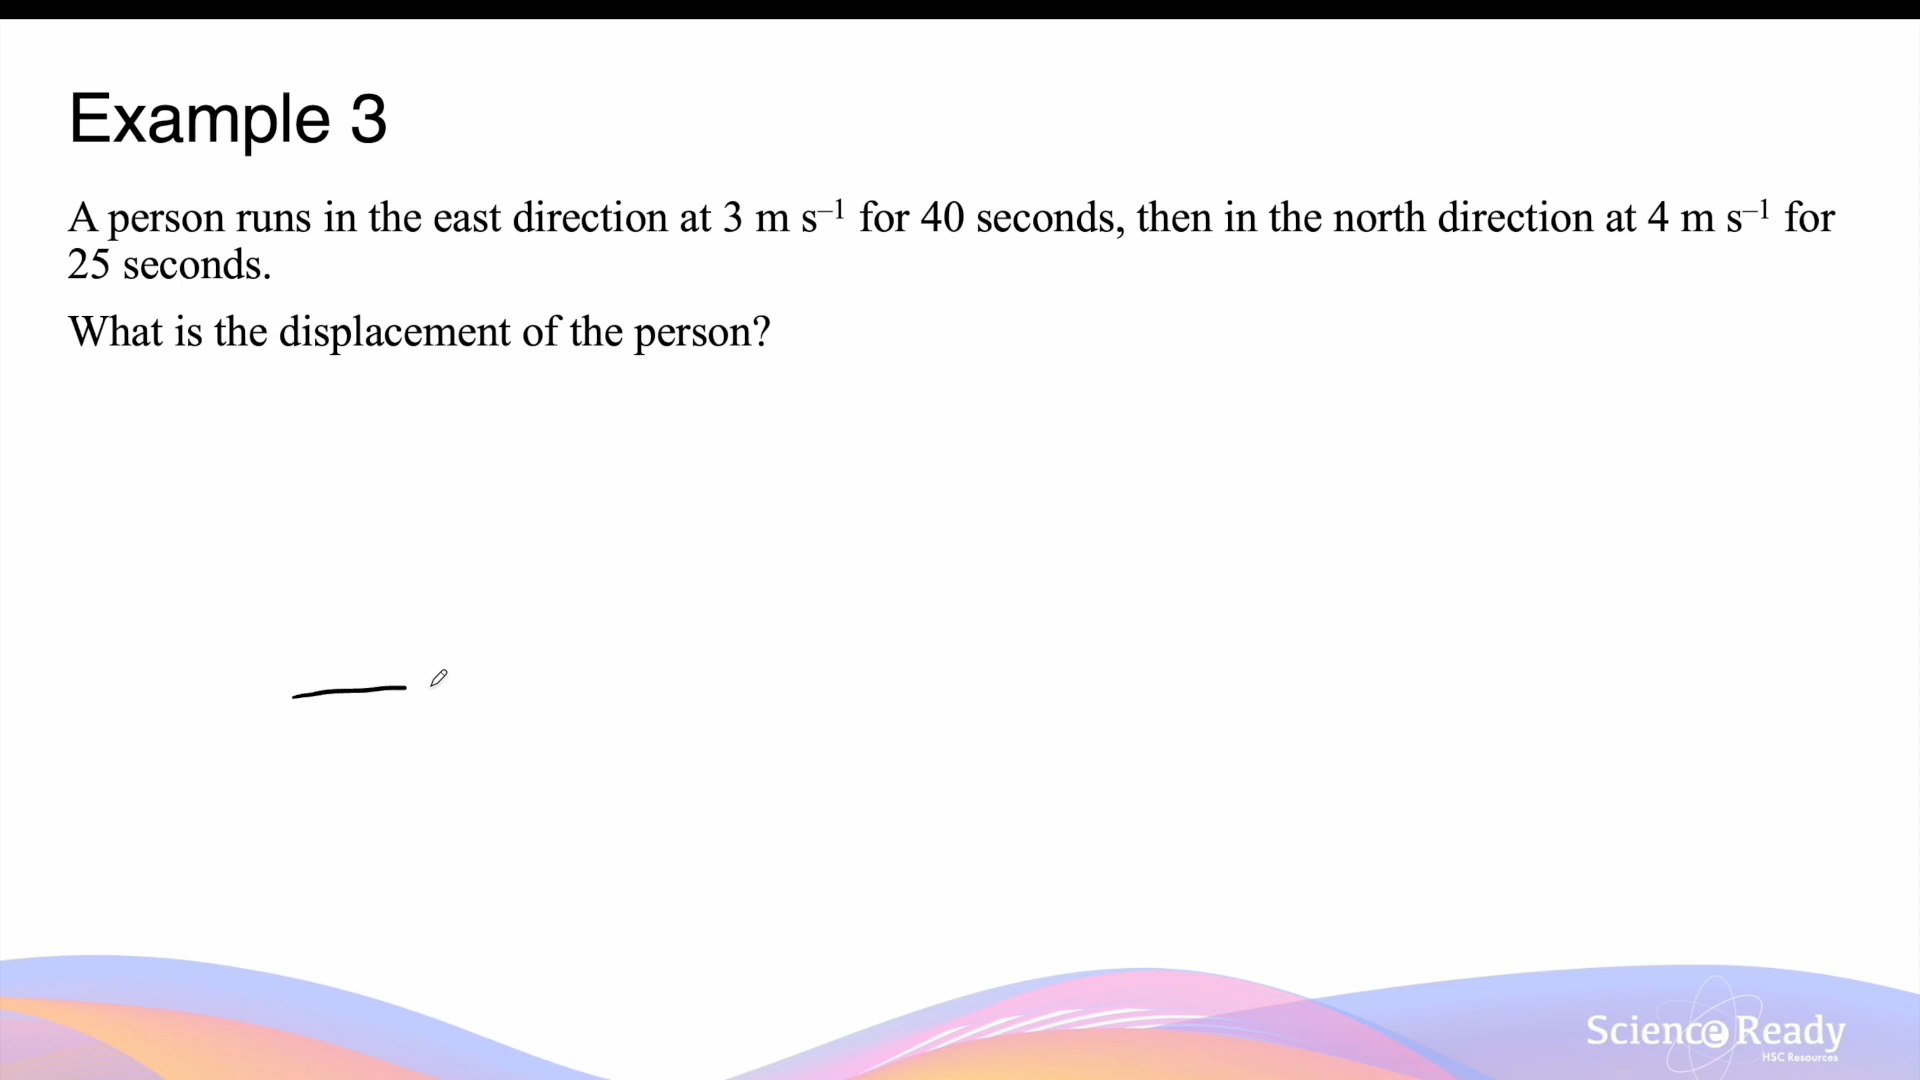 Example 3
A person runs in the east direction at 3 m s⁻¹ for 40 seconds, then in the north direction at 4 m s⁻¹ for
25 seconds.
What is the displacement of the person?
Science Ready
HSC Resources